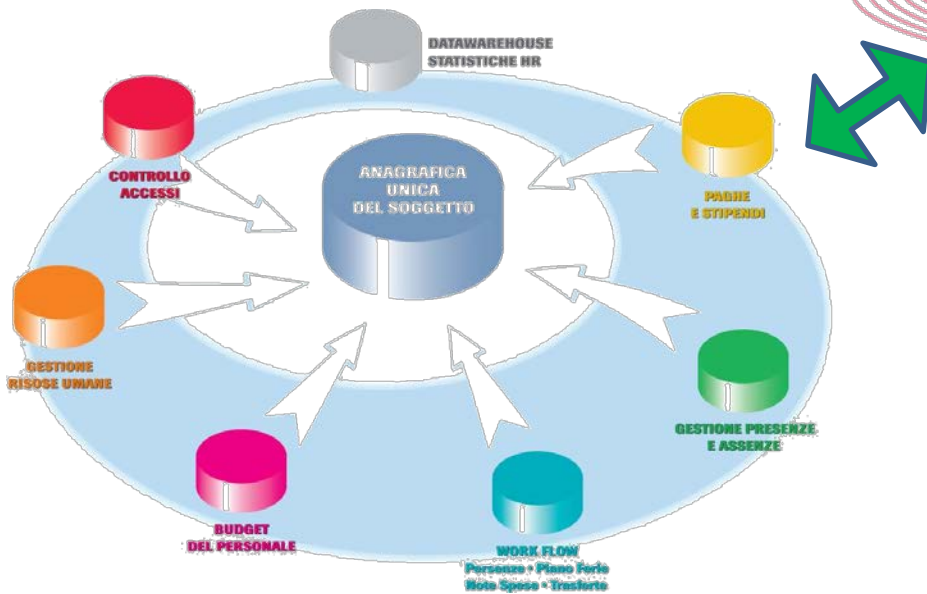 DATAWAREHOUSE
STATISTICHE HR
CONTROLLO
ACCESSI
ANAGRAFICA
UNICA
DEL SOGGETTO
PAGHE
E STIPENDI
GESTIONE
RISOSE UMANE
GESTIONE PRESENZE
E ASSENZE
BUDGET
DEL PERSONALE
WORK FLOW
Persenze • Piano Ferie
Note Spese • Trasferte